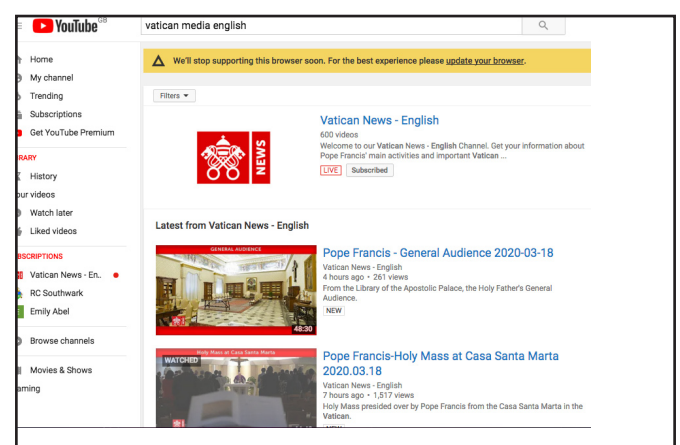 YouTube GB
vatican media english
We'll stop supporting this browser soon. For the best experience please update your browser.
Home
My channel
Trending
Subscriptions
Get YouTube Premium
RARY
History
our videos
Watch later
Liked videos
BSCRIPTIONS
Vatican News - En..
RC Southwark
Emily Abel
Browse channels
Movies & Shows
aming
Filters
NEWS
Vatican News - English
600 videos
Welcome to our Vatican News - English Channel. Get your information about
Pope Francis' main activities and important Vatican ...
LIVE Subscribed
Latest from Vatican News - English
GENERAL AUDIENCE
48:30
Pope Francis - General Audience 2020-03-18
Vatican News - English
4 hours ago • 261 views
From the Library of the Apostolic Palace, the Holy Father's General
Audience.
NEW
Holy Mass at Casa Santa Marta
WATCHED
Pope Francis-Holy Mass at Casa Santa Marta
2020.03.18
Vatican News - English
7 hours ago • 1,517 views
Holy Mass presided over by Pope Francis from the Casa Santa Marta in the
Vatican.